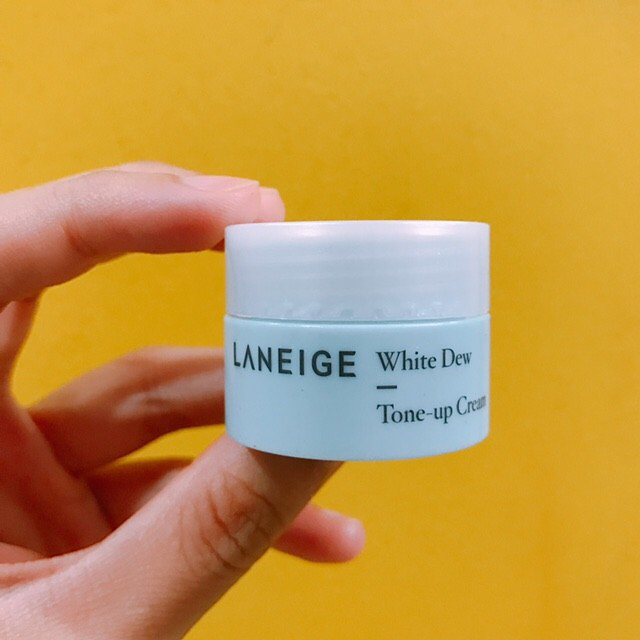 LANEIGE
White Dew
Tone-up Cream